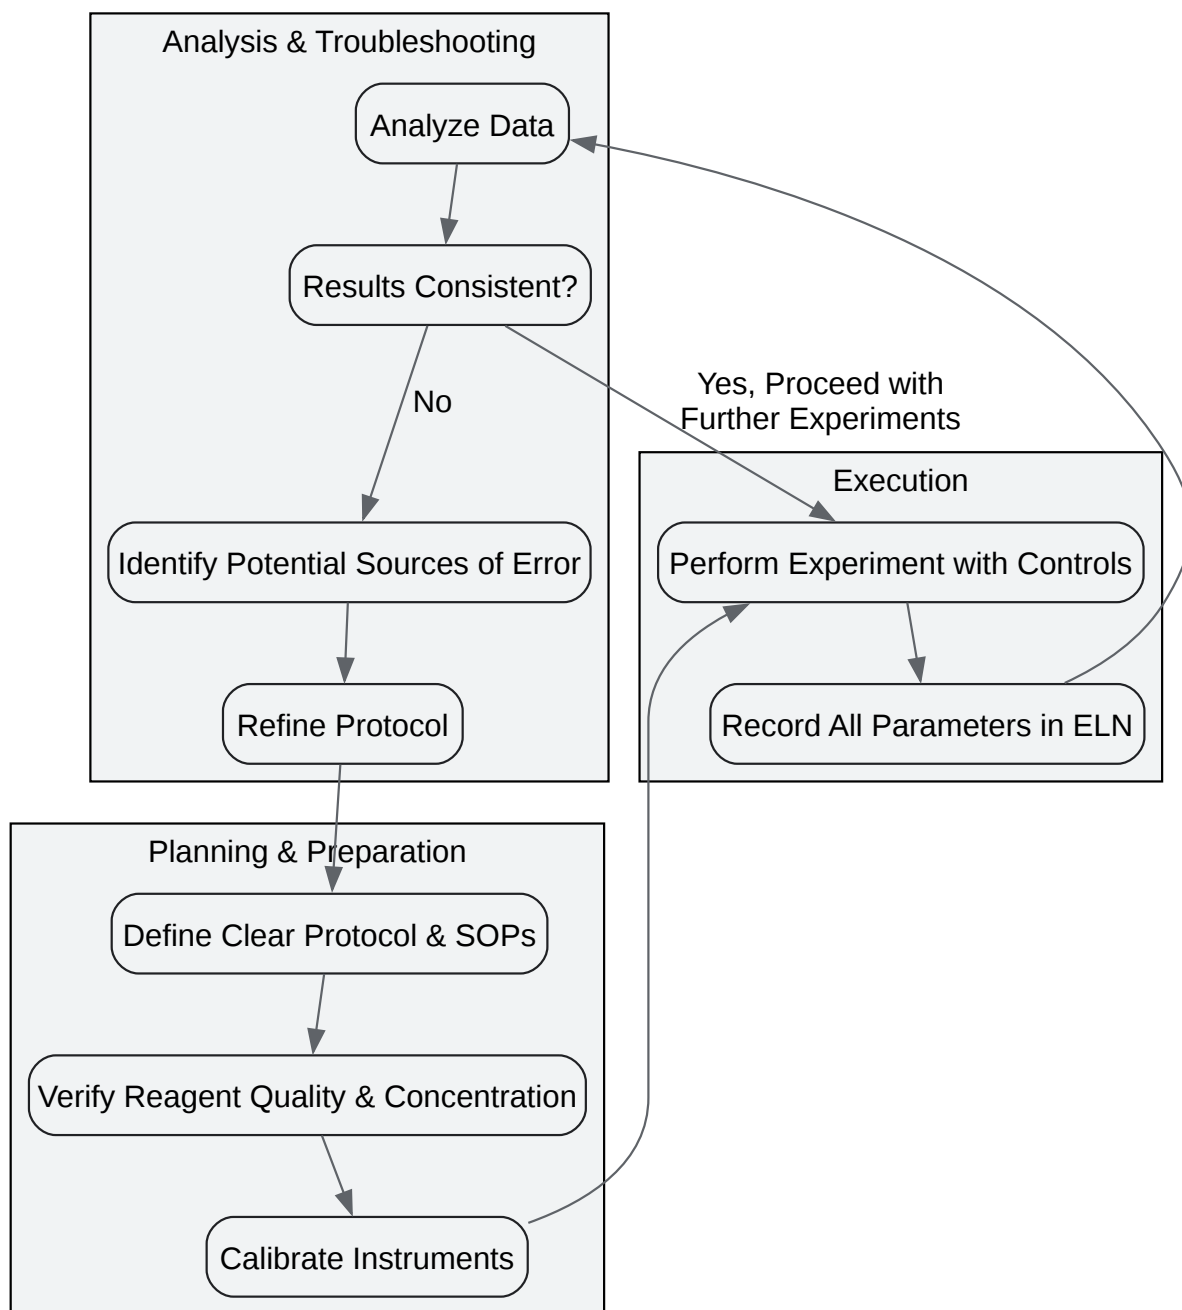 Analysis & Troubleshooting
Analyze Data
Results Consistent?
No
Yes, Proceed with
Further Experiments
Execution
Identify Potential Sources of Error
Perform Experiment with Controls
Refine Protocol
Record All Parameters in ELN
Planning & Preparation
Define Clear Protocol & SOPs
Verify Reagent Quality & Concentration
Calibrate Instruments